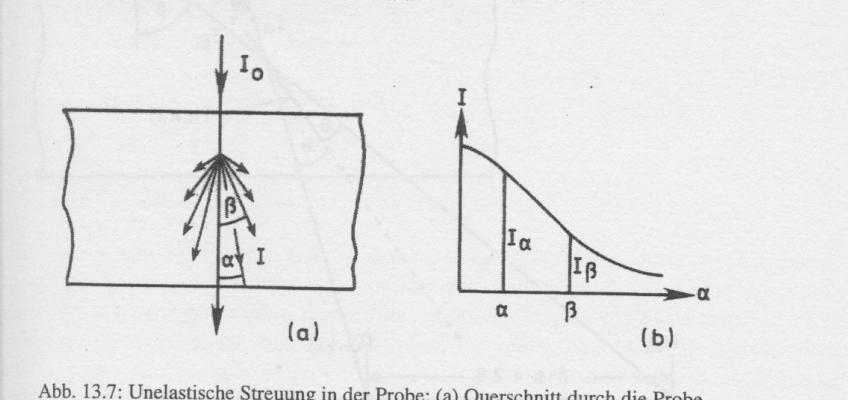 I₀
β
α
I
(a)
I
Iα
Iβ
α
β
α
(b)
Abb. 13.7: Unelastische Streuung in der Probe: (a) Querschnitt durch die Probe